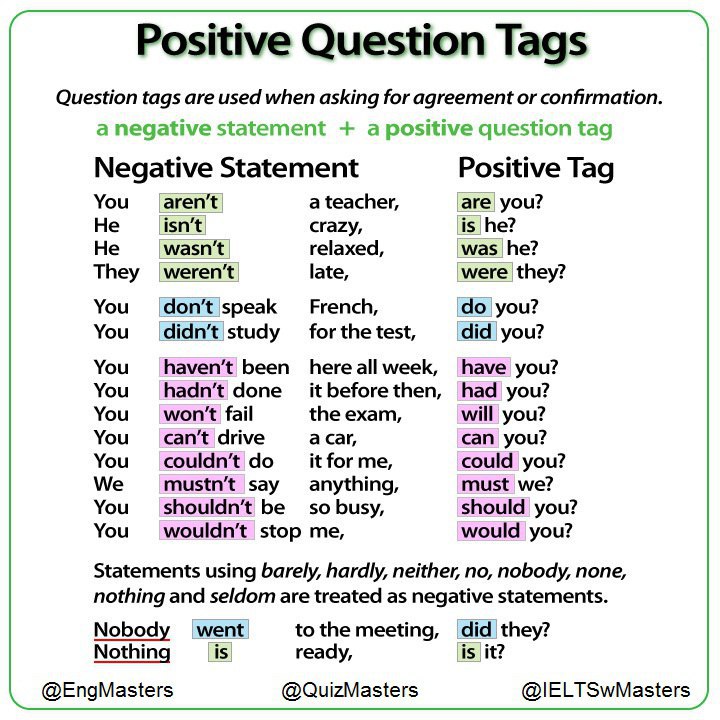 Positive Question Tags
Question tags are used when asking for agreement or confirmation.
a negative statement + a positive question tag
Negative Statement Positive Tag
You aren't a teacher, are you?
He isn't crazy, is he?
He wasn't relaxed, was he?
They weren't late, were they?
You don't speak French, do you?
You didn't study for the test, did you?
You haven't been here all week, have you?
You hadn't done it before then, had you?
You won't fail the exam, will you?
You can't drive a car, can you?
You couldn't do it for me, could you?
We mustn't say anything, must we?
You shouldn't be so busy, should you?
You wouldn't stop me, would you?
Statements using barely, hardly, neither, no, nobody, none,
nothing and seldom are treated as negative statements.
Nobody went to the meeting, did they?
Nothing is ready, is it?
@EngMasters @QuizMasters @IELTSwMasters